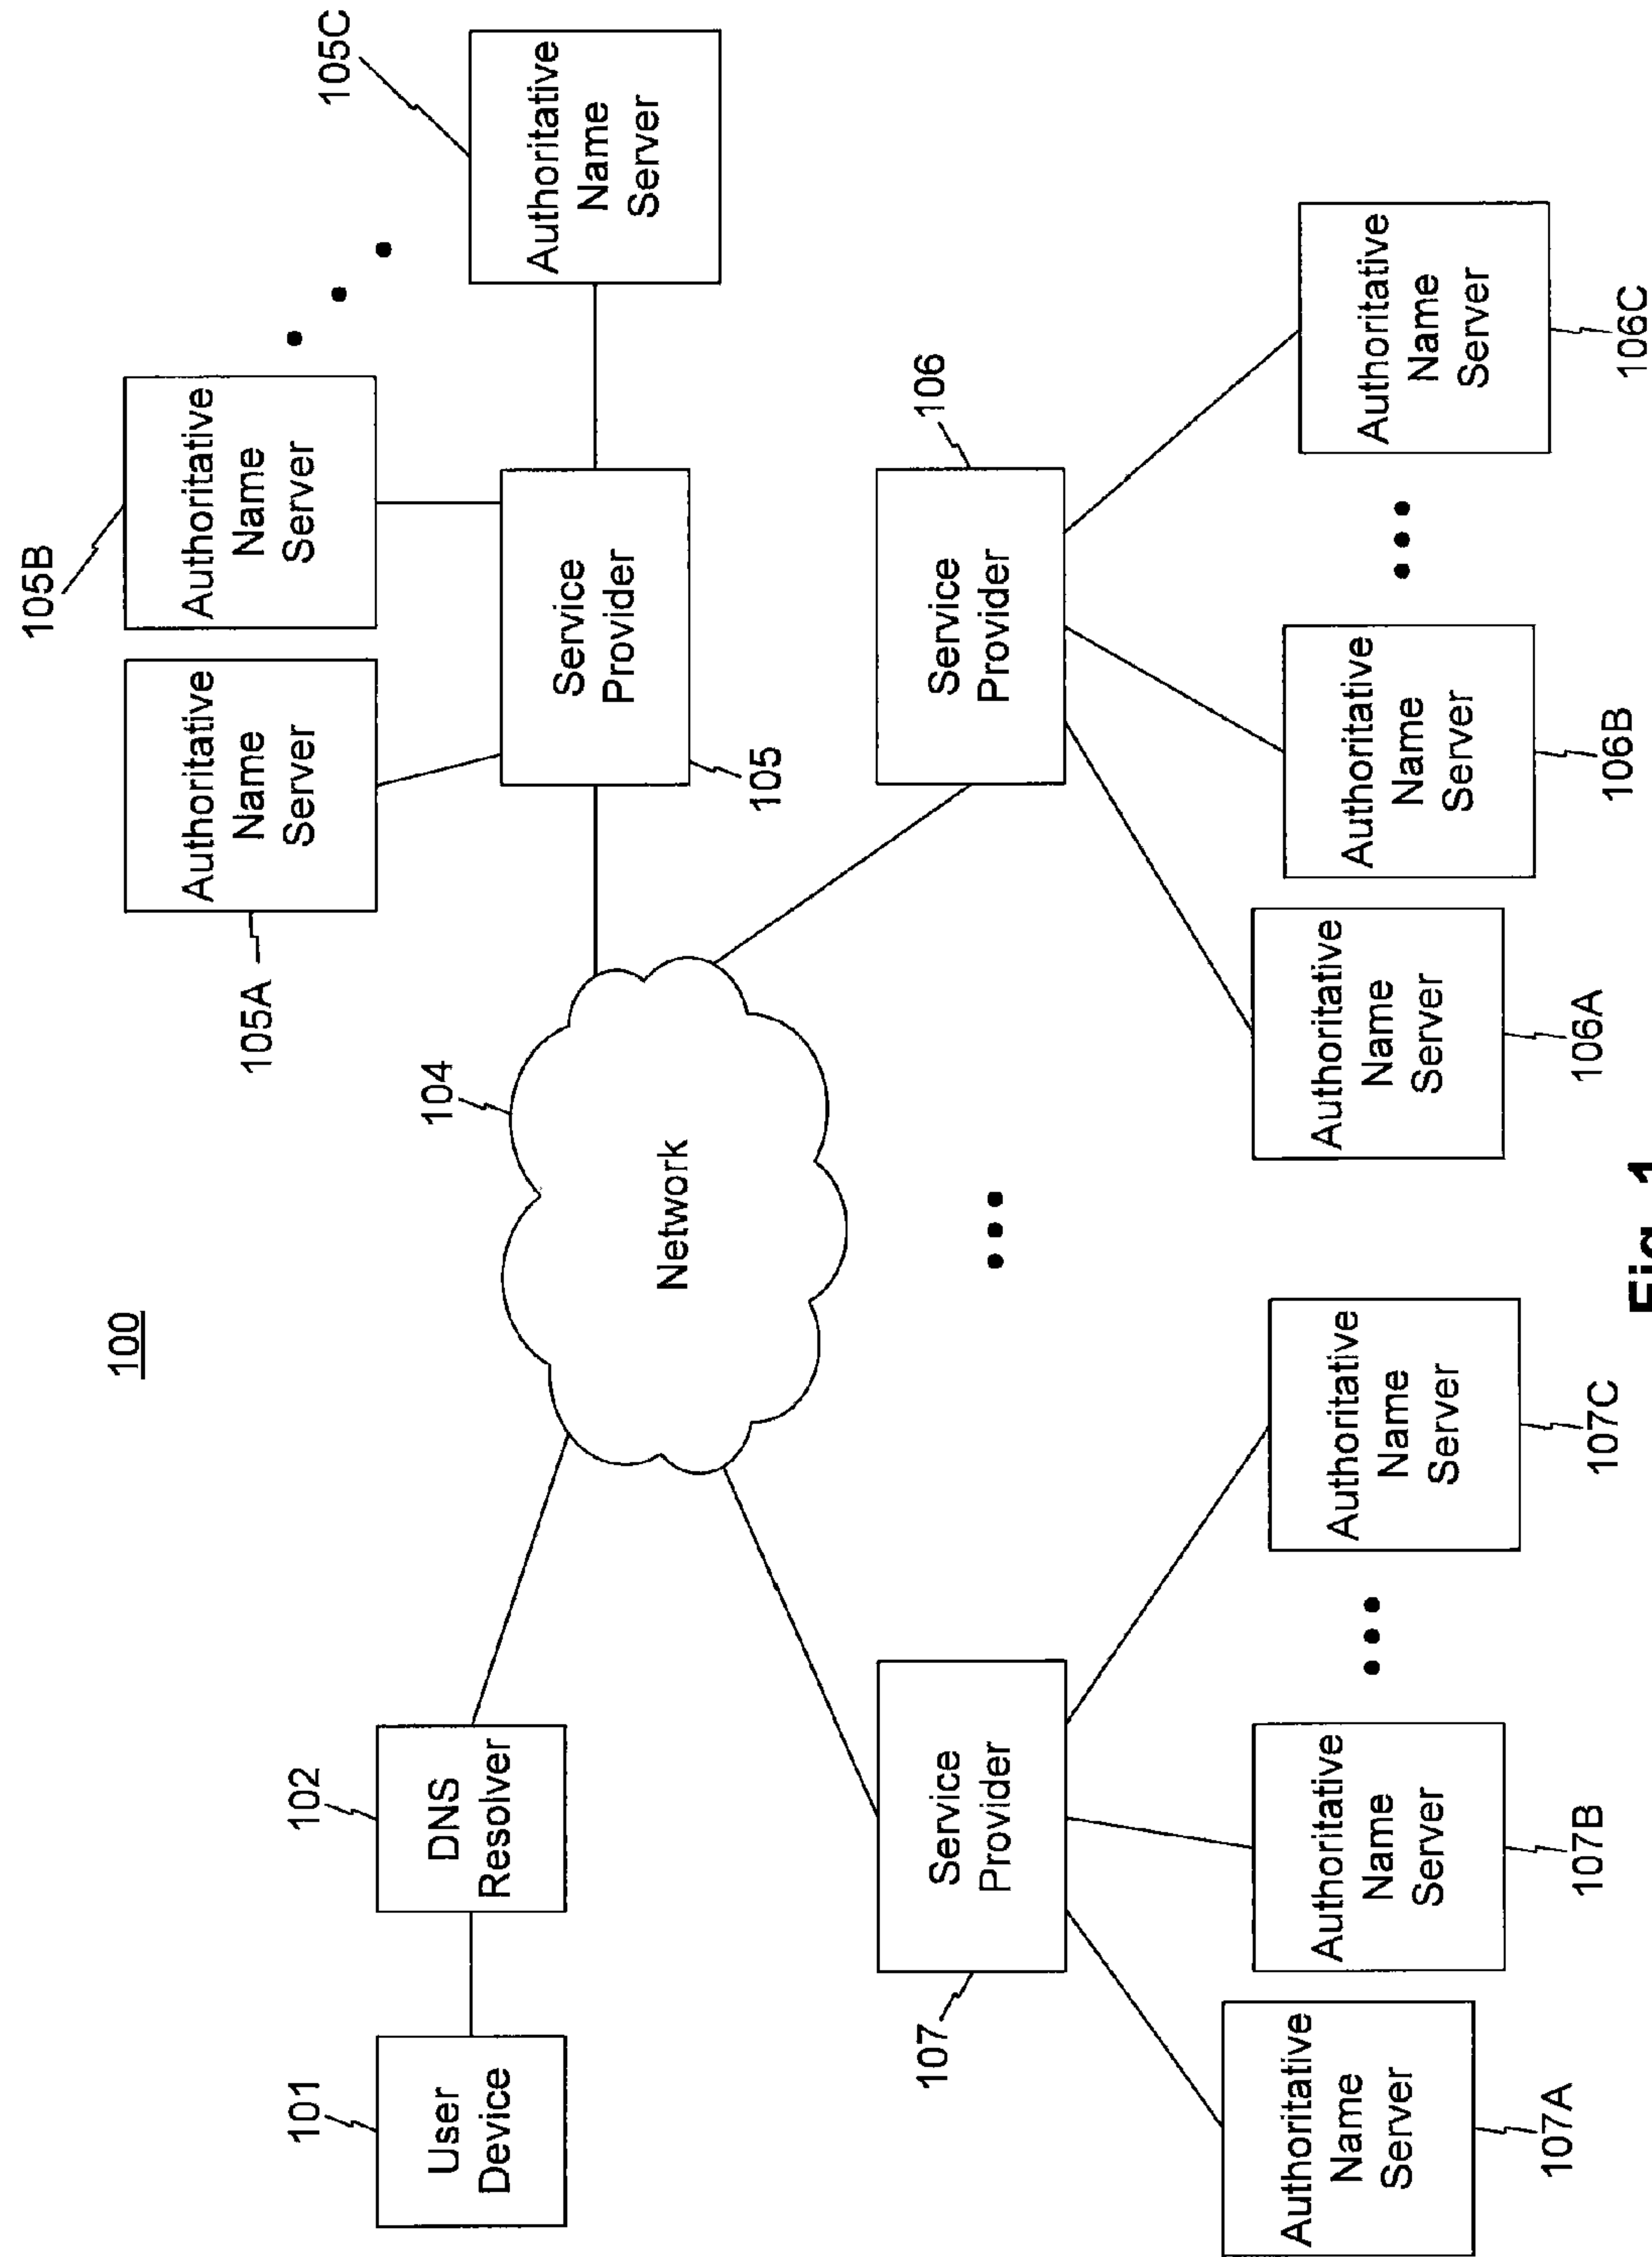 100
101
User
Device
102
DNS
Resolver
104
Network
105A
Authoritative
Name
Server
105B
Authoritative
Name
Server
105C
Authoritative
Name
Server
Service
Provider
105
106
Service
Provider
107
Service
Provider
Authoritative
Name
Server
107A
Authoritative
Name
Server
107B
Authoritative
Name
Server
107C
Authoritative
Name
Server
106A
Authoritative
Name
Server
106B
Authoritative
Name
Server
106C
Fig. 1